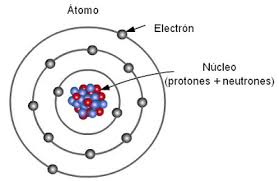 Átomo
Electrón
Núcleo
(protones + neutrones)